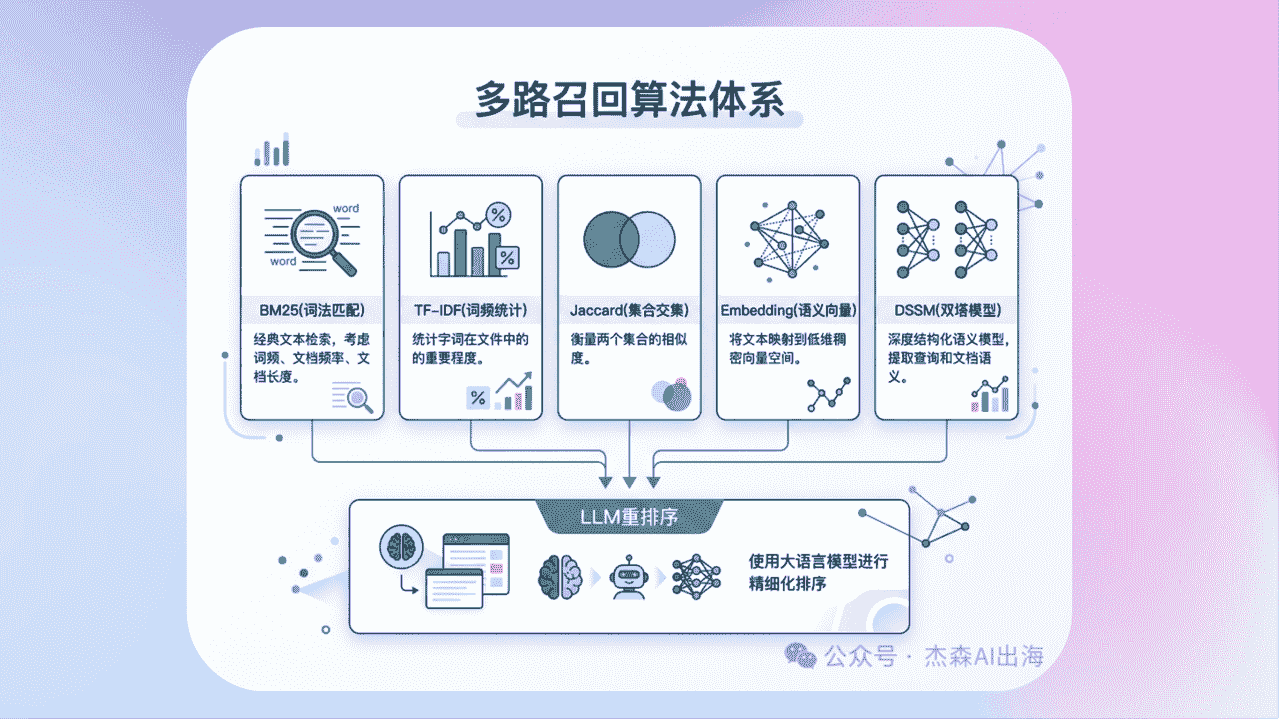 多路召回算法体系
word
word
BM25(词法匹配)
经典文本检索，考虑
词频、文档频率、文
档长度。
%
%
TF-IDF(词频统计)
统计字词在文件中的
的重要程度。
%
Jaccard(集合交集)
衡量两个集合的相似
度。
Embedding(语义向量)
将文本映射到低维稠
密向量空间。
DSSM(双塔模型)
深度结构化语义模型，
提取查询和文档语
义。
LLM重排序
使用大语言模型进行
精细化排序
公众号 · 杰森AI出海